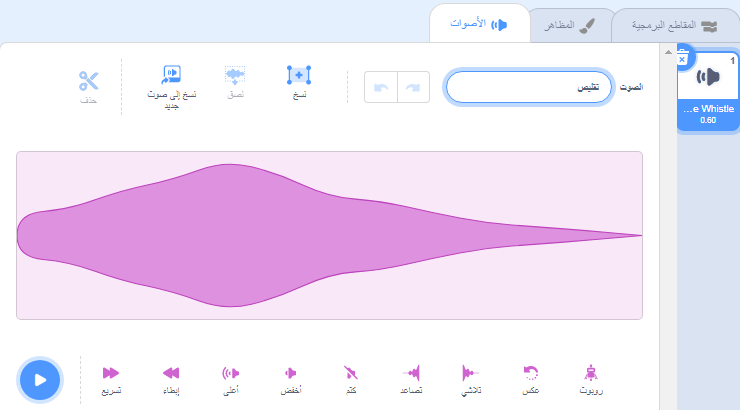 المقاطع البرمجية
المظاهر
الأصوات
1
...e Whistle
0.60
الصوت
تقليص
نسخ
لصق
نسخ إلى صوت
جديد
حذف
روبوت
عكس
تلاشي
تصاعد
كتم
أخفض
أعلى
إبطاء
تسريع